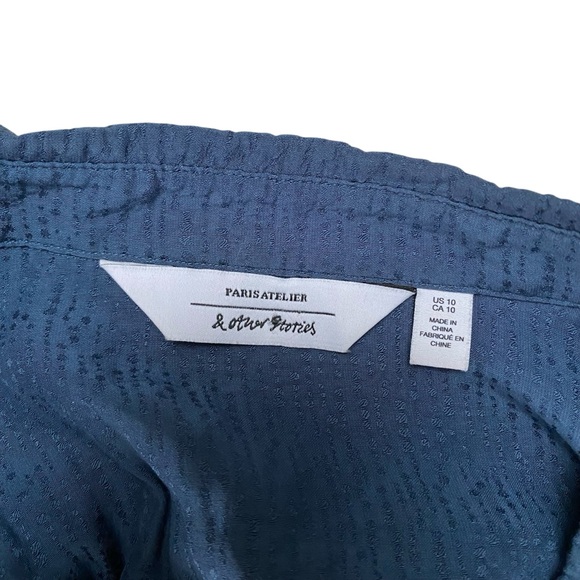 PARIS ATELIER
& other Stories
US 10
CA 10
MADE IN
CHINA
FABRIQUÉ EN
CHINE